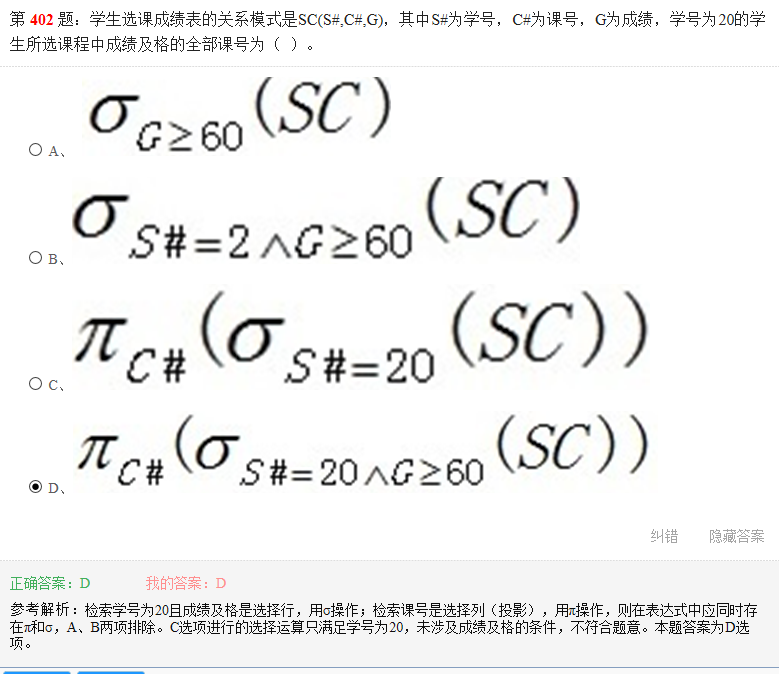 第 402 题：学生选课成绩表的关系模式是SC(S#,C#,G)，其中S#为学号，C#为课号，G为成绩，学号为20的学
生所选课程中成绩及格的全部课号为（ ）。
A、 σG≥60(SC)
B、 σS#=2∧G≥60(SC)
C、 πC#(σS#=20(SC))
D、 πC#(σS#=20∧G≥60(SC))
纠错 隐藏答案
正确答案：D 我的答案：D
参考解析：检索学号为20且成绩及格是选择行，用σ操作；检索课号是选择列（投影），用π操作，则在表达式中应同时存
在π和σ，A、B两项排除。C选项进行的选择运算只满足学号为20，未涉及成绩及格的条件，不符合题意。本题答案为D选
项。